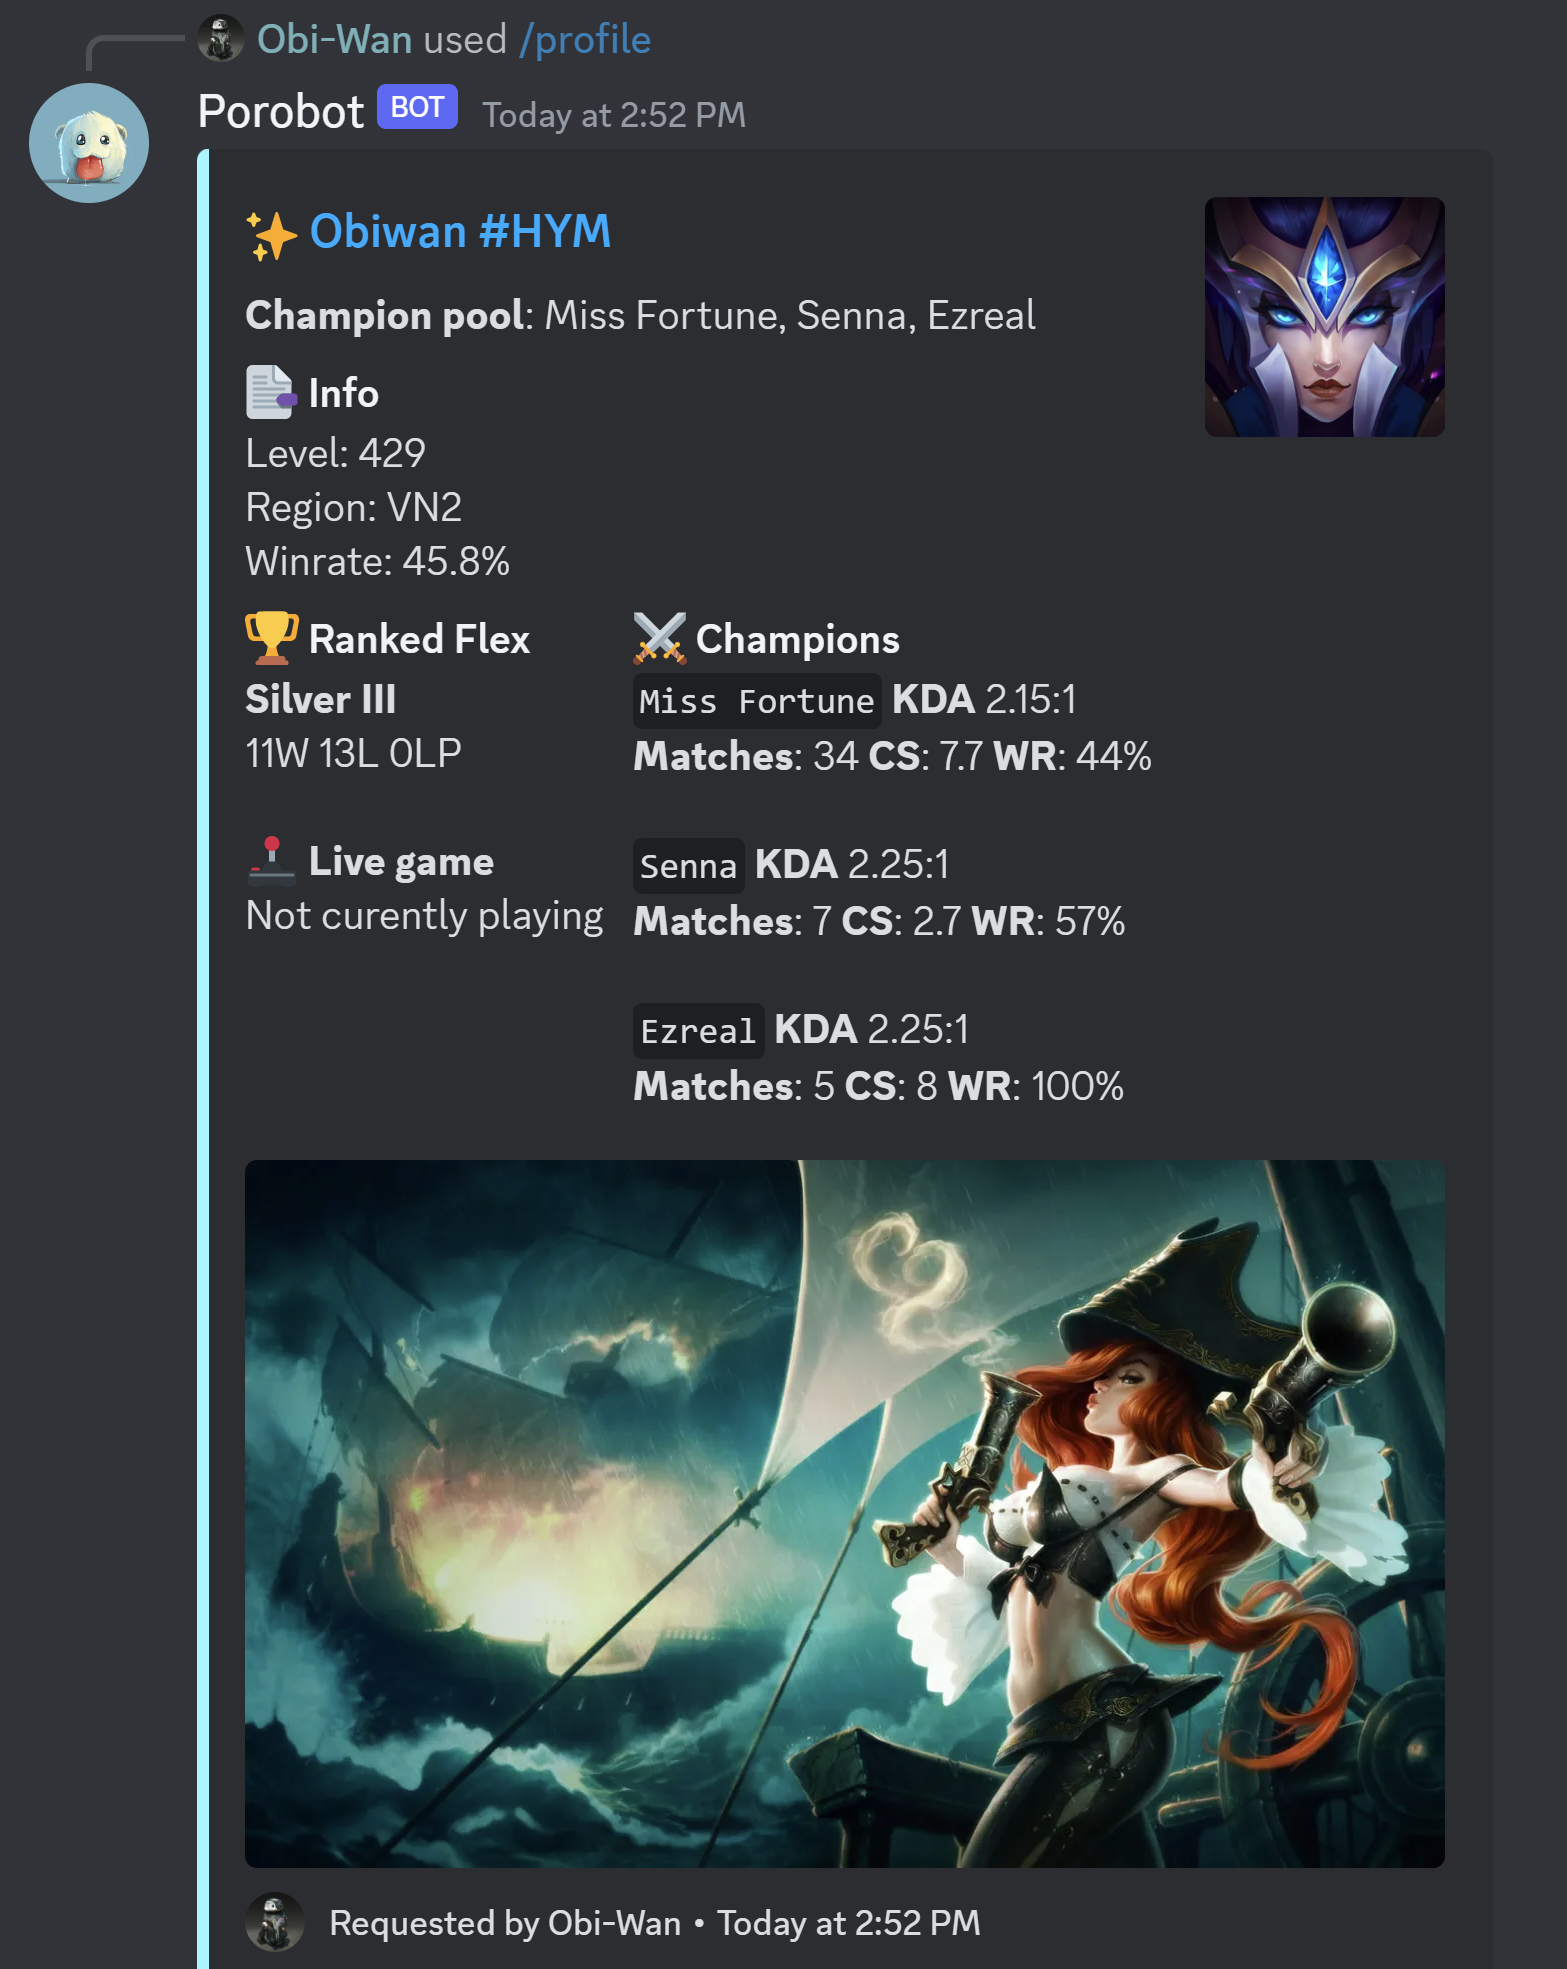 Obi-Wan used /profile
Porobot BOT Today at 2:52 PM
Obiwan #HYM
Champion pool: Miss Fortune, Senna, Ezreal
Info
Level: 429
Region: VN2
Winrate: 45.8%
Ranked Flex
Silver III
11W 13L 0LP
Live game
Not curently playing
Champions
Miss Fortune KDA 2.15:1
Matches: 34 CS: 7.7 WR: 44%
Senna KDA 2.25:1
Matches: 7 CS: 2.7 WR: 57%
Ezreal KDA 2.25:1
Matches: 5 CS: 8 WR: 100%
Requested by Obi-Wan • Today at 2:52 PM